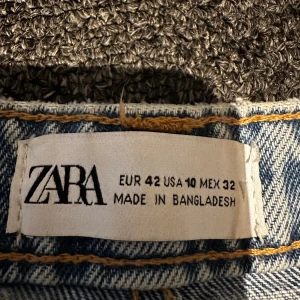 ZARA
EUR 42 USA 10 MEX 32
MADE IN BANGLADESH